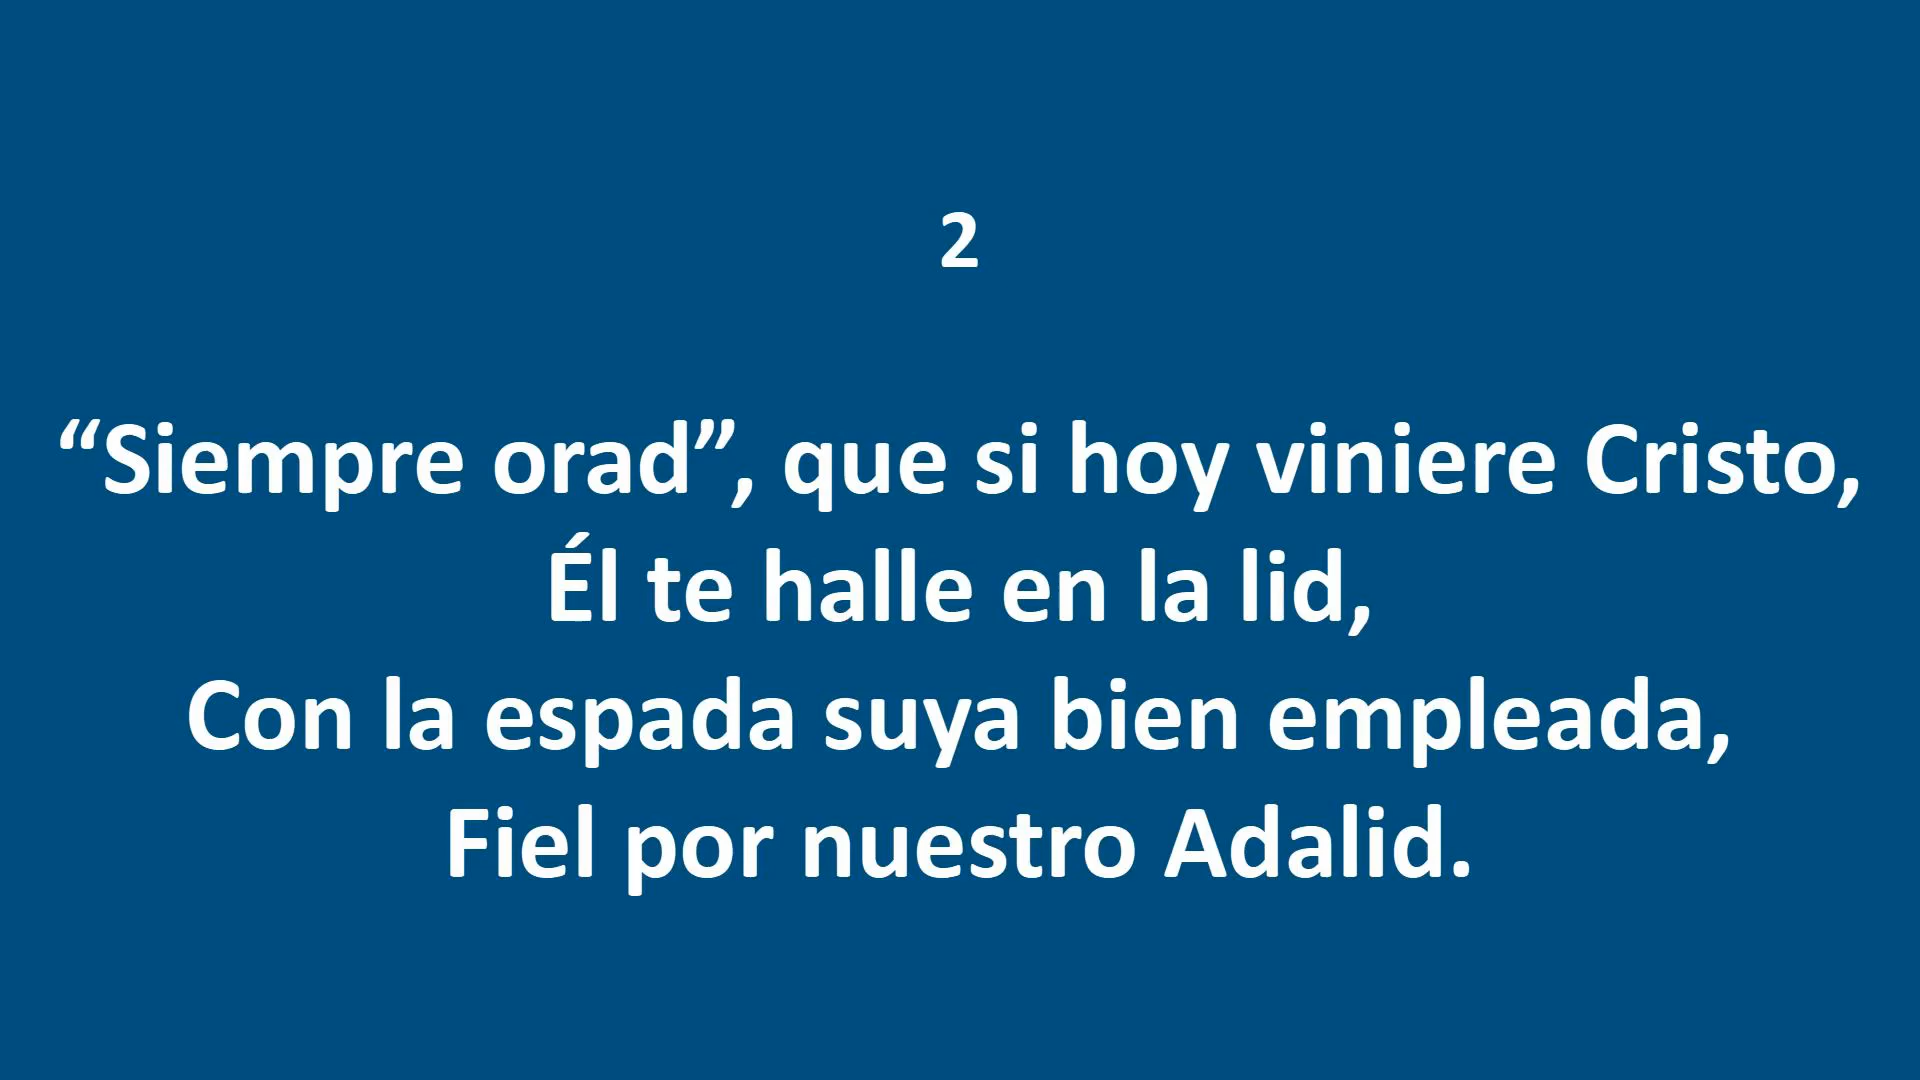 2
“Siempre orad”, que si hoy viniere Cristo,
Él te halle en la lid,
Con la espada suya bien empleada,
Fiel por nuestro Adalid.